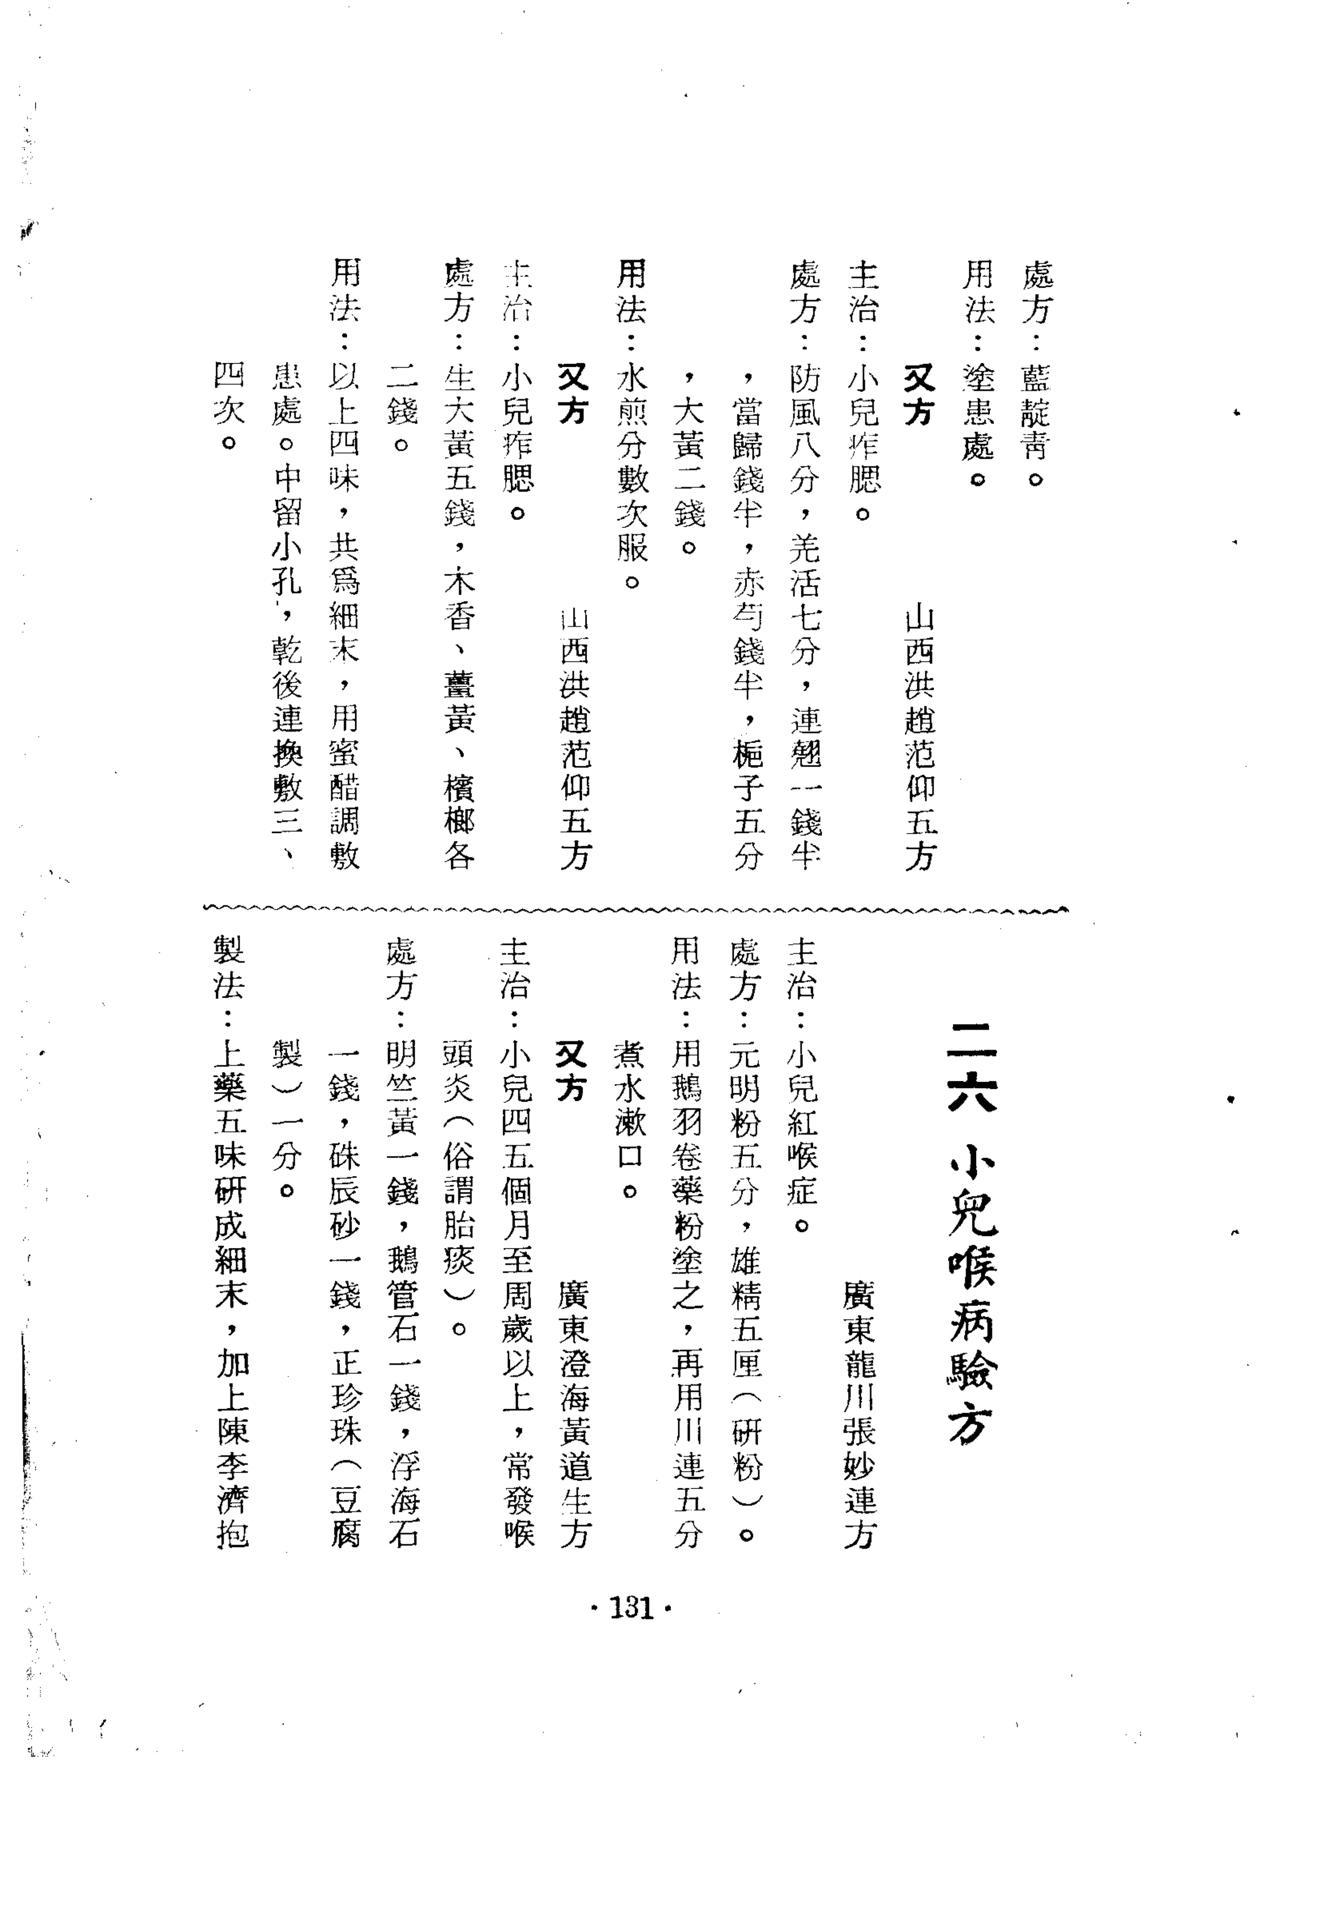 處方：藍靛靑。
用法：塗患處。
又方　山西洪趙范仰五方
主治：小兒痄腮。
處方：防風八分，羌活七分，連翹一錢半
，當歸錢半，赤芍錢半，梔子五分
，大黃二錢。
用法：水煎分數次服。
又方　山西洪趙范仰五方
主治：小兒痄腮。
處方：生大黃五錢，木香、薑黃、檳榔各
二錢。
用法：以上四味，共爲細末，用蜜醋調敷
患處。中留小孔，乾後連換敷三、
四次。
二六　小兒喉病驗方
廣東龍川張妙連方
主治：小兒紅喉症。
處方：元明粉五分，雄精五厘（研粉）。
用法：用鵝羽卷藥粉塗之，再用川連五分
煮水漱口。
又方　廣東澄海黃道生方
主治：小兒四五個月至周歲以上，常發喉
頭炎（俗謂胎痰）。
處方：明竺黃一錢，鵝管石一錢，浮海石
一錢，硃辰砂一錢，正珍珠（豆腐
製）一分。
製法：上藥五味研成細末，加上陳李濟抱
·131·